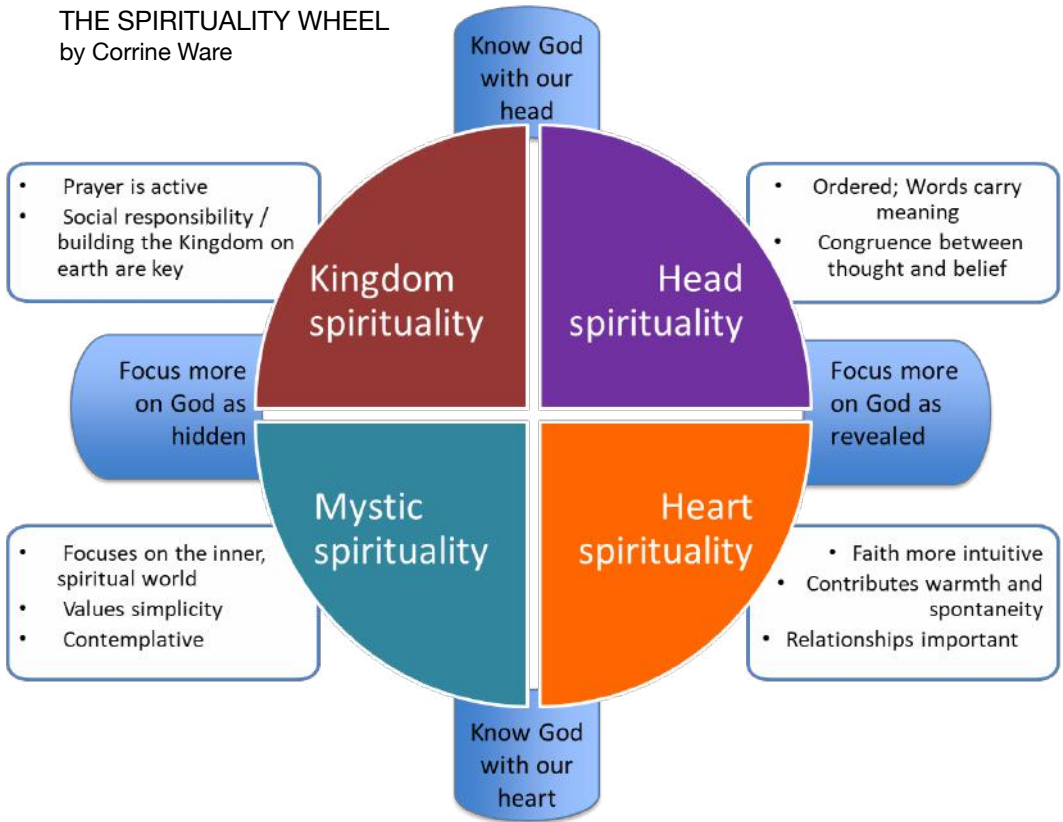 THE SPIRITUALITY WHEEL
by Corrine Ware
Know God
with our
head
• Prayer is active
• Social responsibility /
building the Kingdom on
earth are key
• Ordered; Words carry
meaning
• Congruence between
thought and belief
Kingdom
spirituality
Head
spirituality
Focus more
on God as
hidden
Focus more
on God as
revealed
Mystic
spirituality
Heart
spirituality
• Focuses on the inner,
spiritual world
• Values simplicity
• Contemplative
• Faith more intuitive
• Contributes warmth and
spontaneity
• Relationships important
Know God
with our
heart